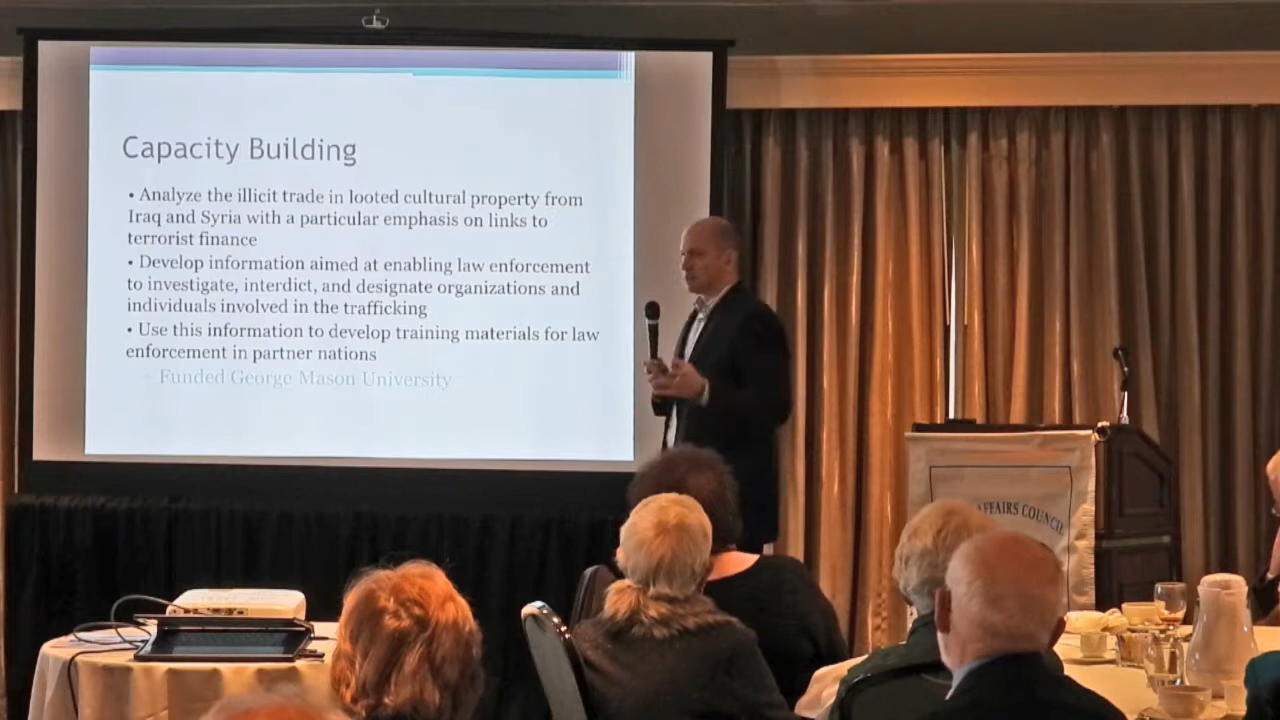 Capacity Building
• Analyze the illicit trade in looted cultural property from
Iraq and Syria with a particular emphasis on links to
terrorist finance
• Develop information aimed at enabling law enforcement
to investigate, interdict, and designate organizations and
individuals involved in the trafficking
• Use this information to develop training materials for law
enforcement in partner nations
– Funded George Mason University
AFFAIRS COUNCIL